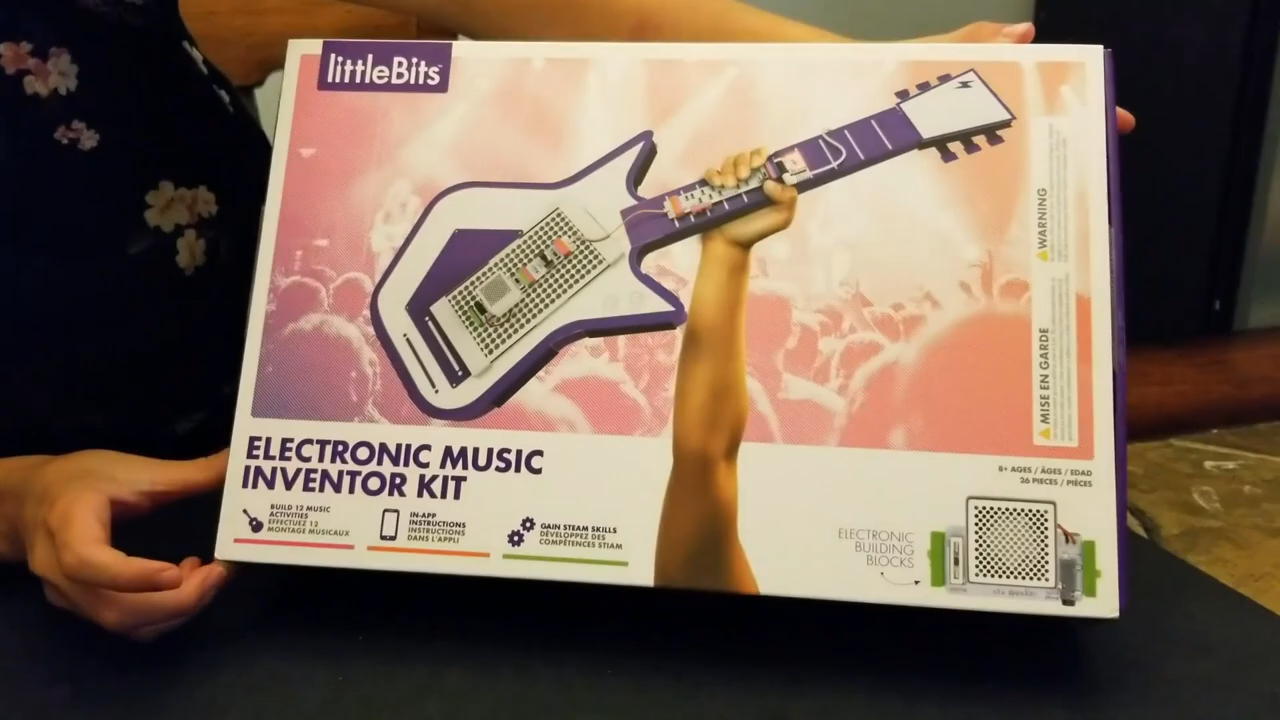 littleBits™
WARNING
MISE EN GARDE
ELECTRONIC MUSIC
INVENTOR KIT
8+ AGES / ÂGES / EDAD
26 PIECES / PIÈCES
BUILD 12 MUSIC
ACTIVITIES
EFFECTUEZ 12
MONTAGE MUSICAUX
IN-APP
INSTRUCTIONS
INSTRUCTIONS
DANS L'APPLI
GAIN STEAM SKILLS
DÉVELOPPEZ DES
COMPÉTENCES STIAM
ELECTRONIC
BUILDING
BLOCKS